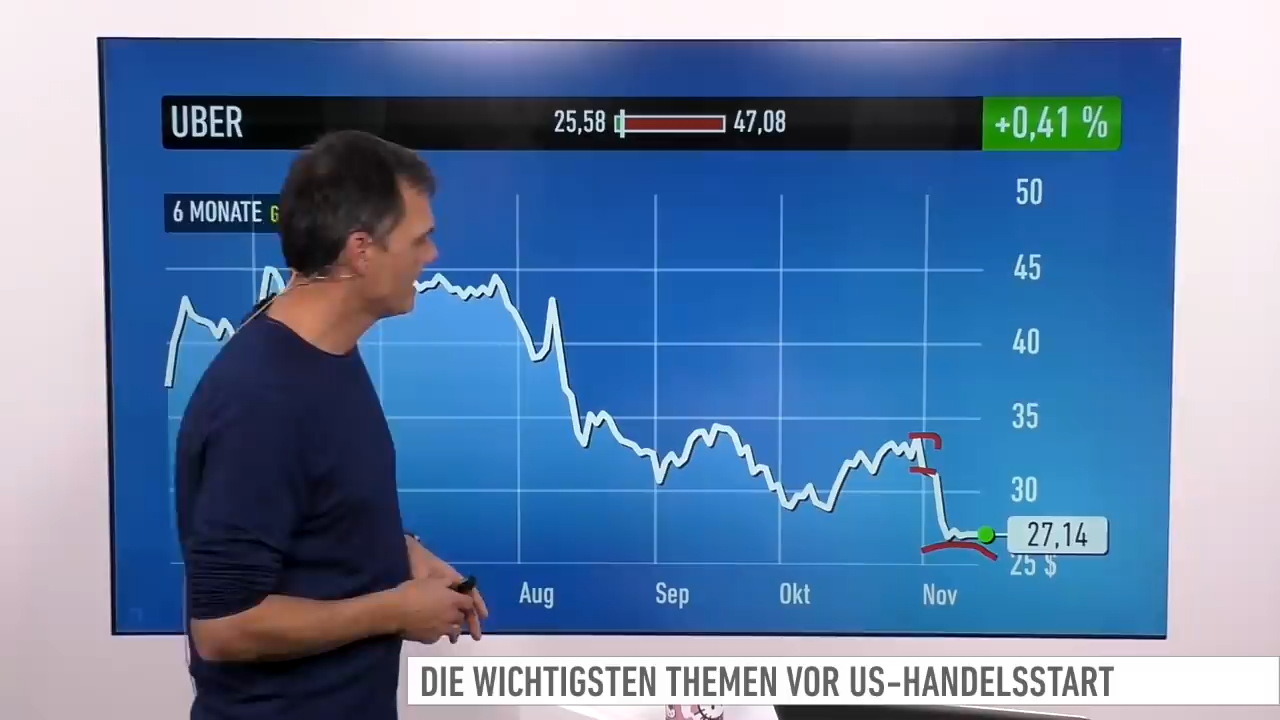 UBER
25,58 47,08
+0,41 %
6 MONATE
50
45
40
35
30
27,14
25 $
Aug Sep Okt Nov
DIE WICHTIGSTEN THEMEN VOR US-HANDELSSTART